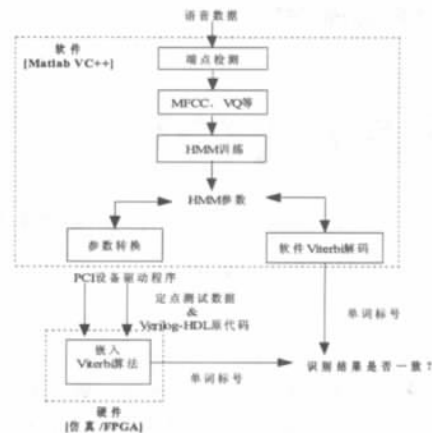 语音数据
软件
[Matlab VC++]
端点检测
MFCC、VQ等
HMM训练
HMM参数
参数转换
软件Viterbi解码
PCI设备驱动程序
定点测试数据
&
Verilog-HDL原代码
单词标号
嵌入
Viterbi算法
单词标号
识别结果是否一致?
硬件
[仿真/FPGA]